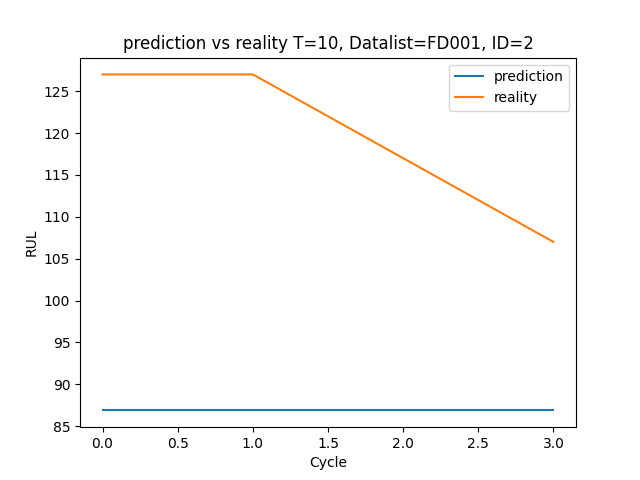 prediction vs reality T=10, Datalist=FD001, ID=2
prediction
reality
RUL
125
120
115
110
105
100
95
90
85
0.0 0.5 1.0 1.5 2.0 2.5 3.0
Cycle